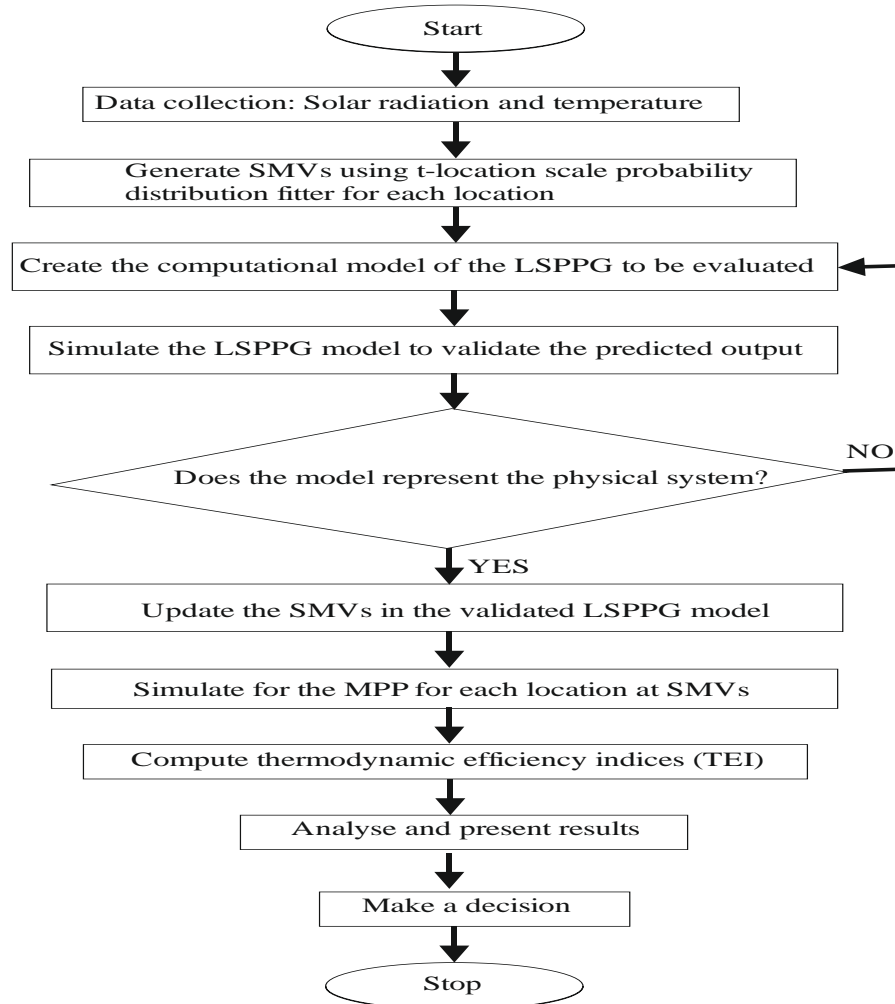 Start
Data collection: Solar radiation and temperature
Generate SMVs using t-location scale probability
distribution fitter for each location
Create the computational model of the LSPPG to be evaluated
Simulate the LSPPG model to validate the predicted output
Does the model represent the physical system?
NO
YES
Update the SMVs in the validated LSPPG model
Simulate for the MPP for each location at SMVs
Compute thermodynamic efficiency indices (TEI)
Analyse and present results
Make a decision
Stop